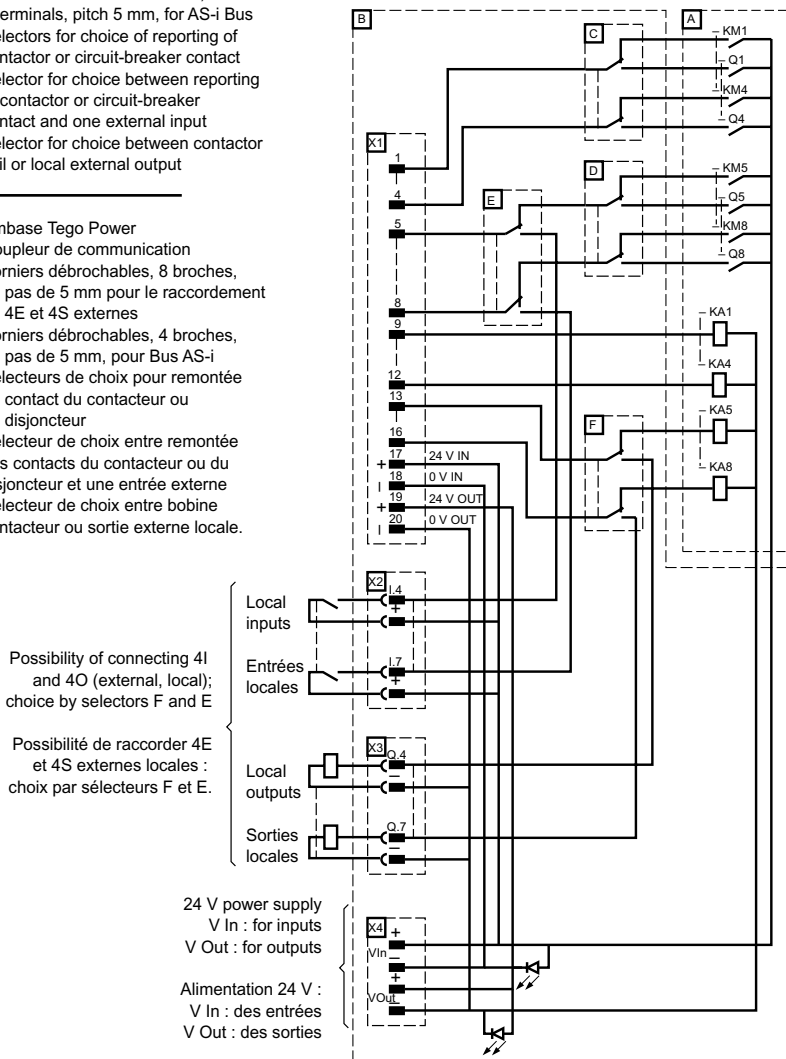 erminals, pitch 5 mm, for AS-i Bus
electors for choice of reporting of
ntactor or circuit-breaker contact
elector for choice between reporting
contactor or circuit-breaker
ntact and one external input
elector for choice between contactor
il or local external output
mbase Tego Power
oupleur de communication
orniers débrochables, 8 broches,
pas de 5 mm pour le raccordement
4E et 4S externes
orniers débrochables, 4 broches,
pas de 5 mm, pour Bus AS-i
électeurs de choix pour remontée
contact du contacteur ou
disjoncteur
électeur de choix entre remontée
s contacts du contacteur ou du
sjoncteur et une entrée externe
électeur de choix entre bobine
ntacteur ou sortie externe locale.
B
C
A
KM1
Q1
KM4
Q4
X1
1
4
5
8
9
12
13
16
+ 17 24 V IN
– 18 0 V IN
+ 19 24 V OUT
– 20 0 V OUT
E
D
KM5
Q5
KM8
Q8
KA1
KA4
KA5
KA8
F
X2
I.4
+
I.7
+
Local
inputs
Entrées
locales
Possibility of connecting 4I
and 4O (external, local);
choice by selectors F and E
Possibilité de raccorder 4E
et 4S externes locales :
choix par sélecteurs F et E.
X3
Q.4
–
Q.7
–
Local
outputs
Sorties
locales
24 V power supply
V In : for inputs
V Out : for outputs
Alimentation 24 V :
V In : des entrées
V Out : des sorties
X4
+
VIn
–
+
VOut
–